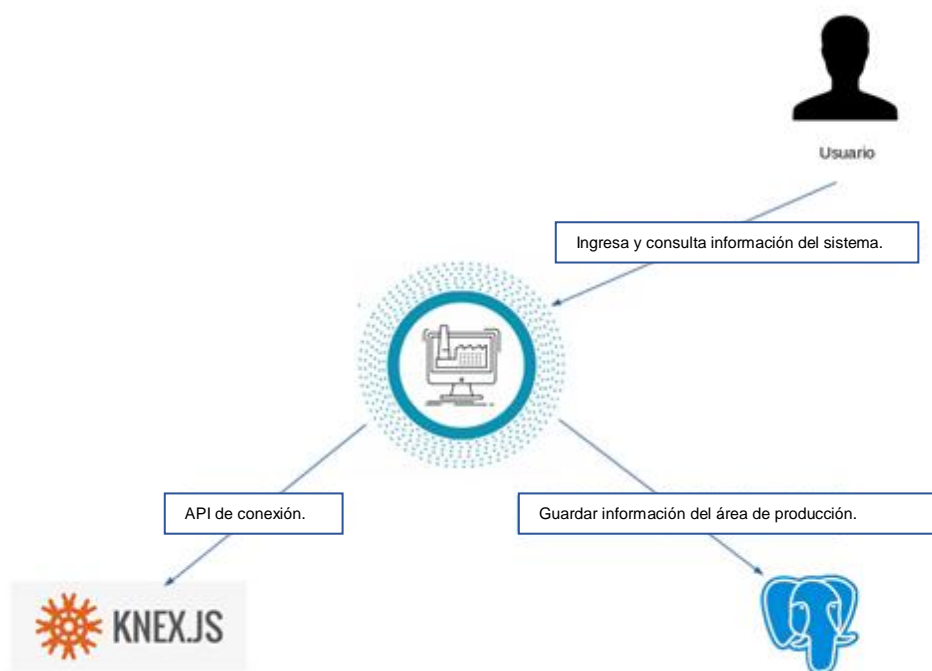 Usuario
Ingresa y consulta información del sistema.
API de conexión.
Guardar información del área de producción.
KNEX.JS